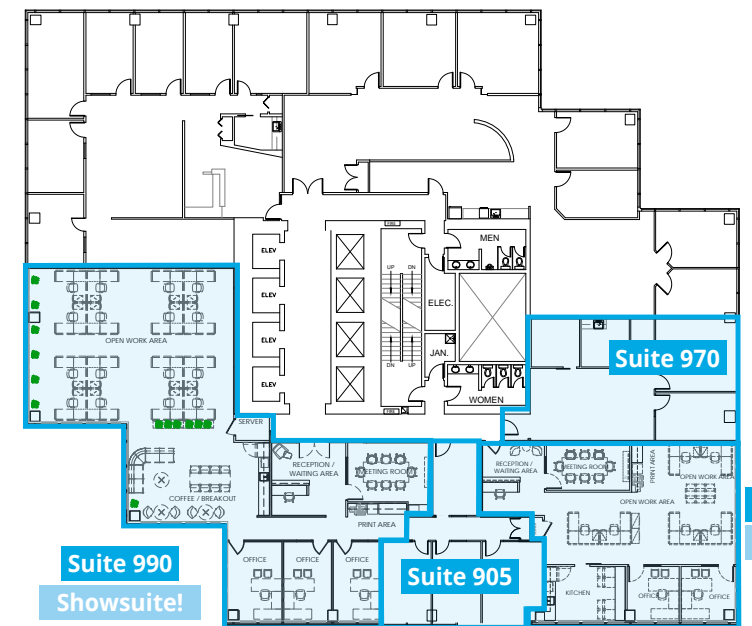 FIRE
MEN
ELEV
UP
DN
ELEV
ELEC.
ELEV
OPEN WORK AREA
JAN.
Suite 970
DN
UP
ELEV
WOMEN
FIRE
SERVER
RECEPTION /
WAITING AREA
MEETING ROOM
RECEPTION /
WAITING AREA
MEETING ROOM
PRINT AREA
OPEN WORK AREA
COFFEE / BREAKOUT
OPEN WORK AREA
PRINT AREA
OFFICE
OFFICE
OFFICE
Suite 990
Suite 905
Showsuite!
KITCHEN
OFFICE
OFFICE